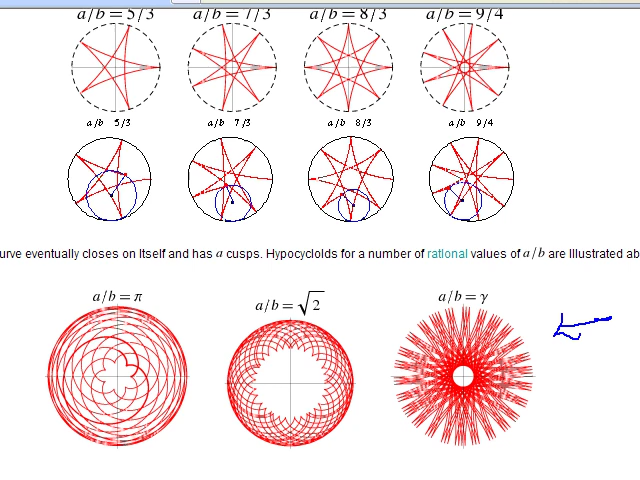 a/b = 5/3 a/b = 7/3 a/b = 8/3 a/b = 9/4
a/b 5/3 a/b 7/3 a/b 8/3 a/b 9/4
urve eventually closes on itself and has a cusps. Hypocycloids for a number of rational values of a/b are illustrated ab
a/b = π a/b = √2 a/b = γ